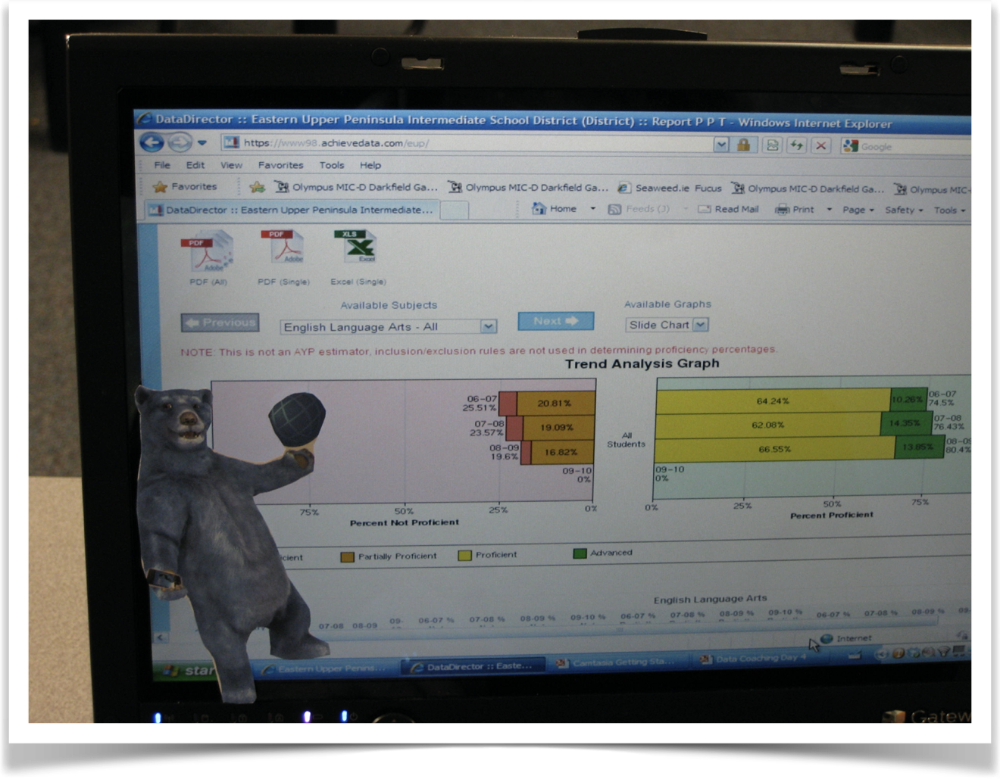 DataDirector :: Eastern Upper Peninsula Intermediate School District (District) :: Report P P T - Windows Internet Explorer
https://www98.achievedata.com/eup/
Google
File Edit View Favorites Tools Help
Favorites Olympus MIC-D Darkfield Ga... Olympus MIC-D Darkfield Ga... Seaweed.ie Fucus Olympus MIC-D Darkfield Ga... Olympus MIC-
DataDirector :: Eastern Upper Peninsula Intermediate... Home Feeds (J) Read Mail Print Page Safety Tools
PDF PDF XLS
Adobe Adobe Excel
PDF (All) PDF (Single) Excel (Single)
Available Subjects Available Graphs
Previous English Language Arts - All Next Slide Chart
NOTE: This is not an AYP estimator, inclusion/exclusion rules are not used in determining proficiency percentages.
Trend Analysis Graph
06-07 20.81% 64.24% 10.26% 06-07
25.51% 74.5%
07-08 19.09% 62.08% 14.35% 07-08
23.57% 76.43%
All
Students
08-09 16.82% 66.55% 13.85% 08-09
19.6% 80.4%
09-10 09-10
0% 0%
75% 50% 25% 0% 0% 25% 50% 75%
Percent Not Proficient Percent Proficient
cient Partially Proficient Proficient Advanced
English Language Arts
07-08 08-09 09- 06-07 % 07-08 % 08-09 % 09-10 % 06-07 % 07-08 % 08-09 % 09-10 % 06-07 % 07-08 % 08-09 % 09-
Internet
star Eastern Upper Penins... DataDirector :: Easte... Camtasia Getting Sta... Data Coaching Day 4
Gatew